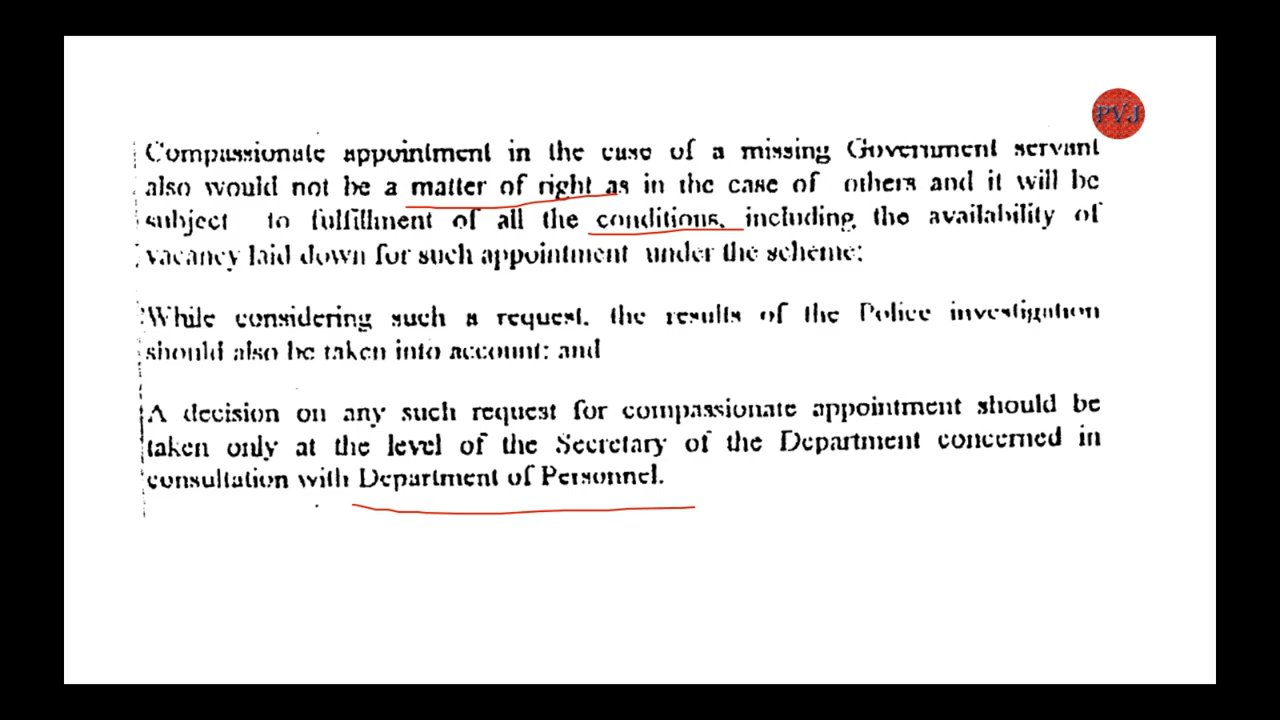 PVJ
Compassionate appointment in the case of a missing Government servant
also would not be a matter of right as in the case of others and it will be
subject to fulfillment of all the conditions, including the availability of
vacancy laid down for such appointment under the scheme;
While considering such a request, the results of the Police investigation
should also be taken into account; and
A decision on any such request for compassionate appointment should be
taken only at the level of the Secretary of the Department concerned in
consultation with Department of Personnel.